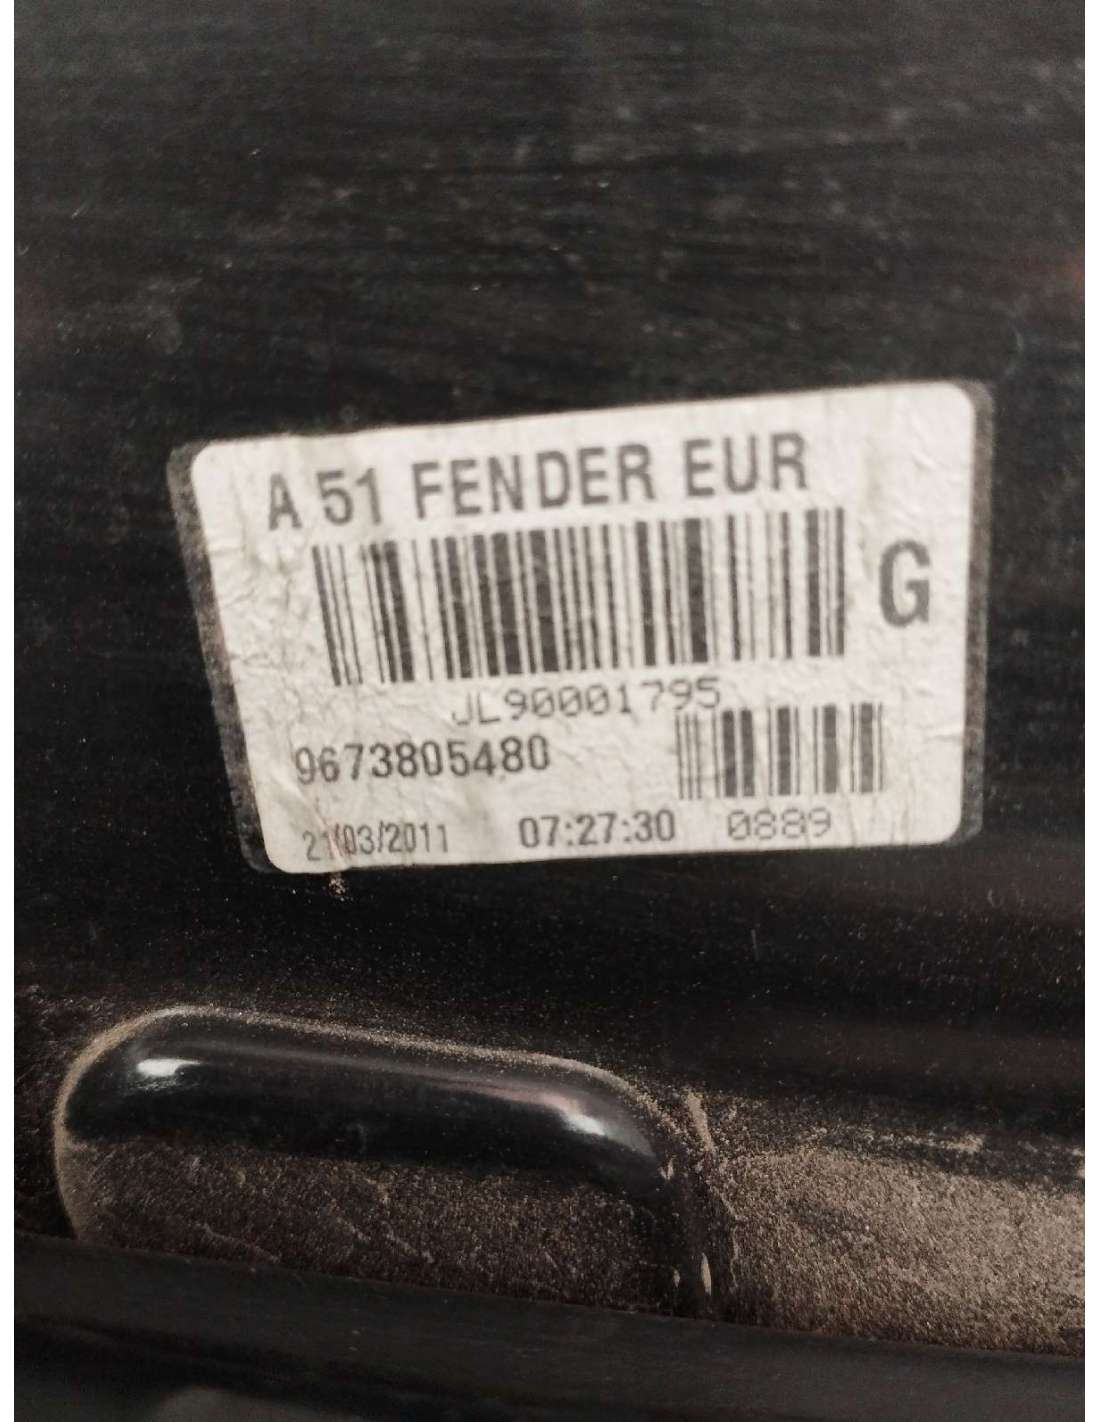 A 51 FENDER EUR
G
JL90001795
9673805480
21/03/2011 07:27:30 0889